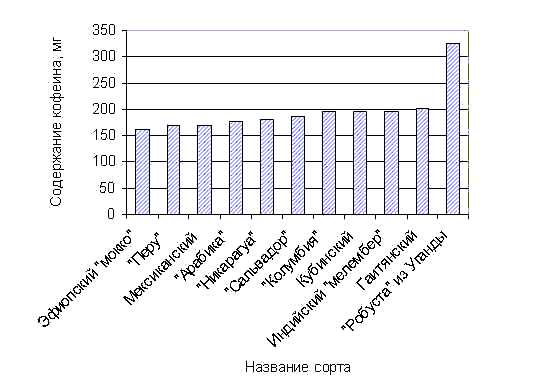 Содержание кофеина, мг
350
300
250
200
150
100
50
0
Эфиопский "мокко"
"Перу"
Мексиканский
"Арабика"
"Никарагуа"
"Сальвадор"
"Колумбия"
Кубинский
Индийский "мелембер"
Гаитянский
"Робуста" из Уганды
Название сорта